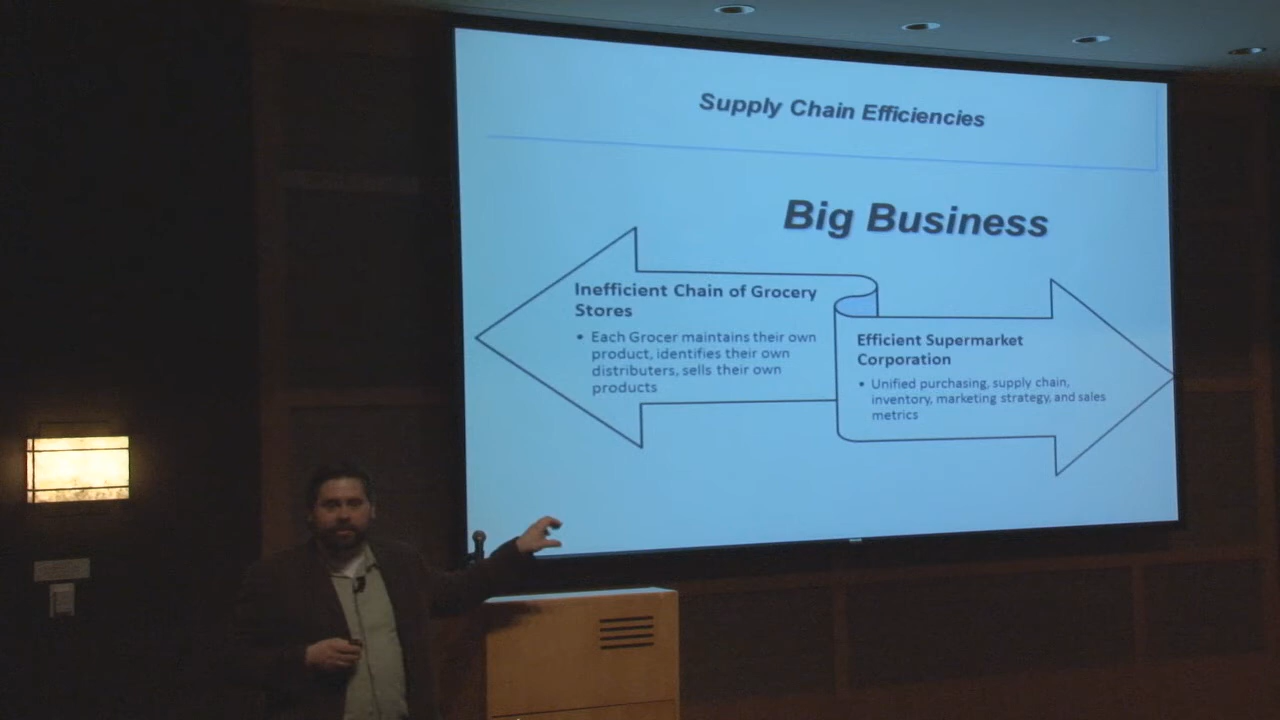 Supply Chain Efficiencies
Big Business
Inefficient Chain of Grocery
Stores
• Each Grocer maintains their own
product, identifies their own
distributers, sells their own
products
Efficient Supermarket
Corporation
• Unified purchasing, supply chain,
inventory, marketing strategy, and sales
metrics